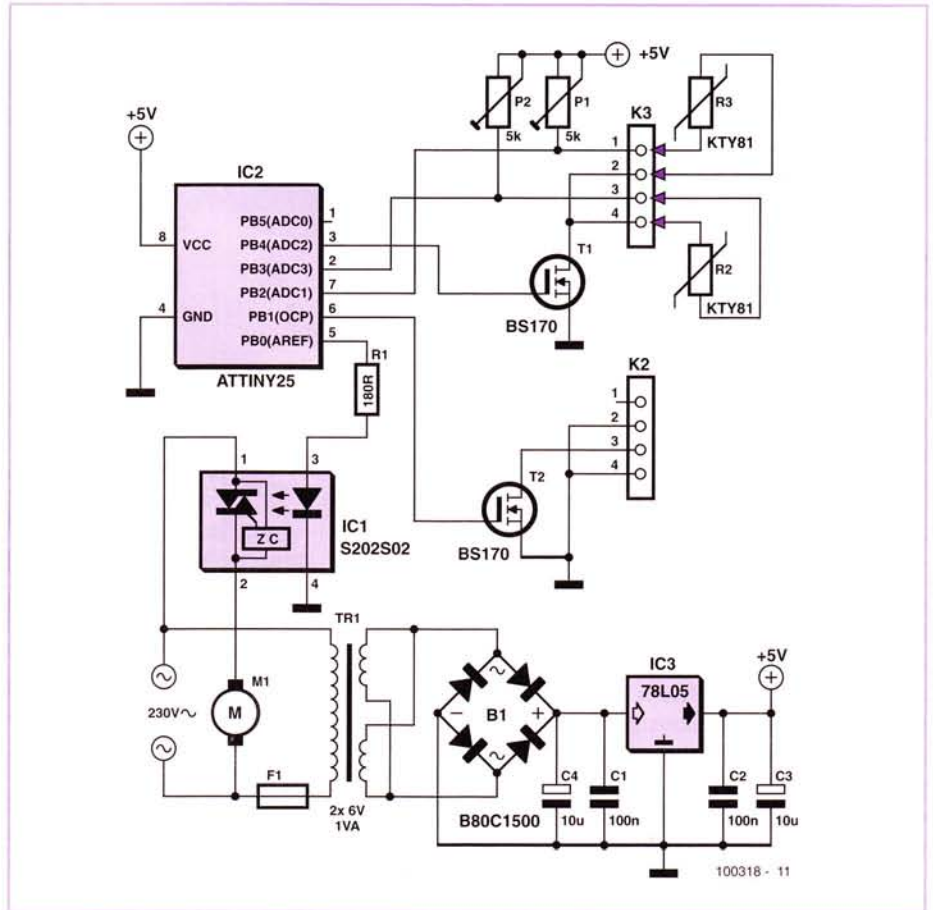 +5V
P2
P1
5k
5k
K3
R3
KTY81
+5V
1
2
3
4
IC2
PB5(ADC0)
1
PB4(ADC2)
3
8
VCC
PB3(ADC3)
2
T1
R2
PB2(ADC1)
7
KTY81
4
GND
PB1(OCP)
6
BS170
PB0(AREF)
5
K2
ATTINY25
R1
180R
1
2
3
4
1
3
T2
IC1
Z C
S202S02
BS170
2
4
TR1
IC3
+5V
M1
78L05
230V~
M
B1
~
~
−
+
F1
C4
C1
C2
C3
2x 6V
1VA
B80C1500
10u
100n
100n
10u
100318 - 11